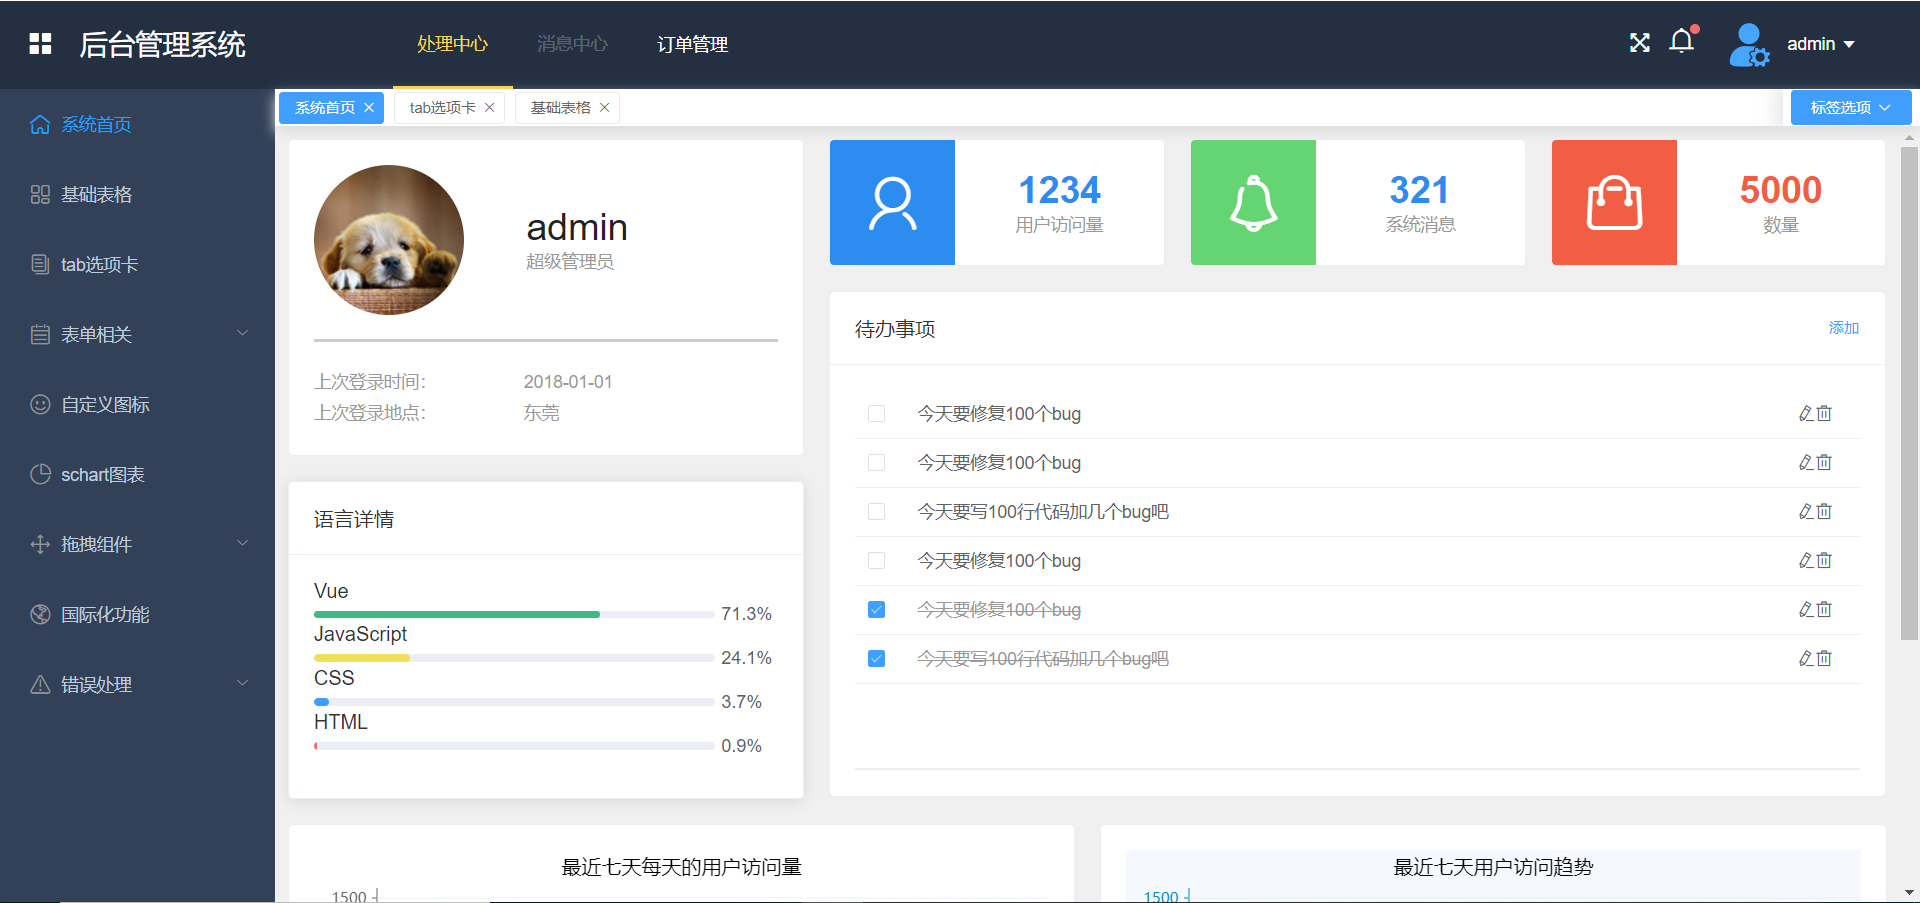 后台管理系统
处理中心
消息中心
订单管理
admin
系统首页
tab选项卡
基础表格
标签选项
系统首页
基础表格
tab选项卡
表单相关
自定义图标
schart图表
拖拽组件
国际化功能
错误处理
admin
超级管理员
上次登录时间：
2018-01-01
上次登录地点：
东莞
语言详情
Vue
71.3%
JavaScript
24.1%
CSS
3.7%
HTML
0.9%
1234
用户访问量
321
系统消息
5000
数量
待办事项
添加
今天要修复100个bug
今天要修复100个bug
今天要写100行代码加几个bug吧
今天要修复100个bug
今天要修复100个bug
今天要写100行代码加几个bug吧
最近七天每天的用户访问量
1500
最近七天用户访问趋势
1500